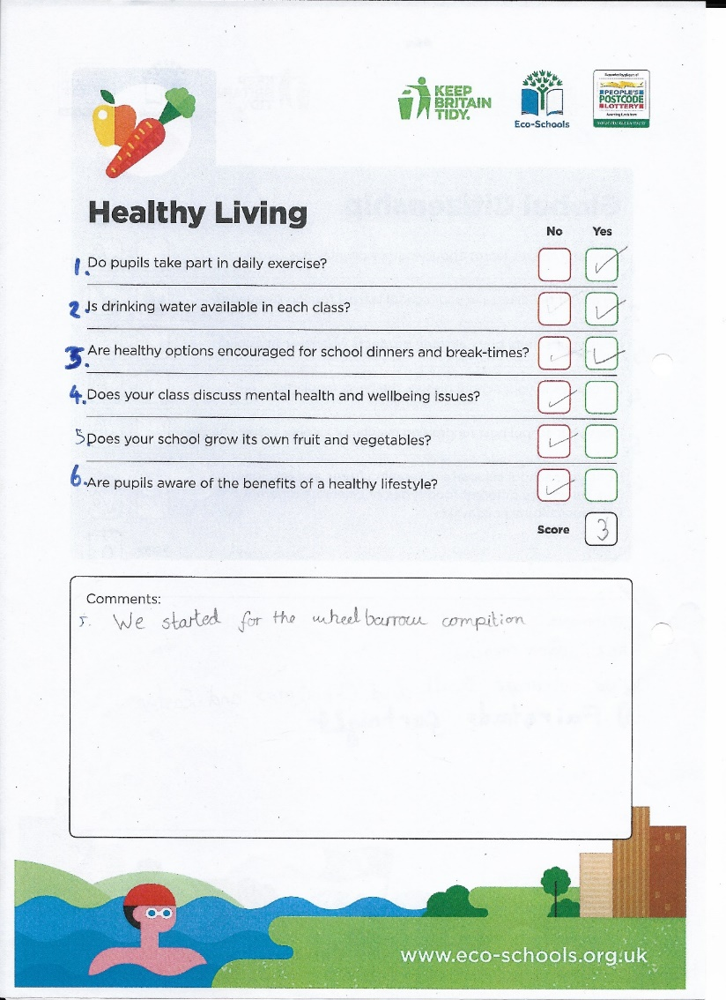 KEEP
BRITAIN
TIDY.
Eco-Schools
PEOPLE'S
POSTCODE
LOTTERY
Healthy Living
No Yes
1. Do pupils take part in daily exercise?
2. Is drinking water available in each class?
3. Are healthy options encouraged for school dinners and break-times?
4. Does your class discuss mental health and wellbeing issues?
5. Does your school grow its own fruit and vegetables?
6. Are pupils aware of the benefits of a healthy lifestyle?
Score 3
Comments:
5. We started for the wheelbarrow compition
www.eco-schools.org.uk